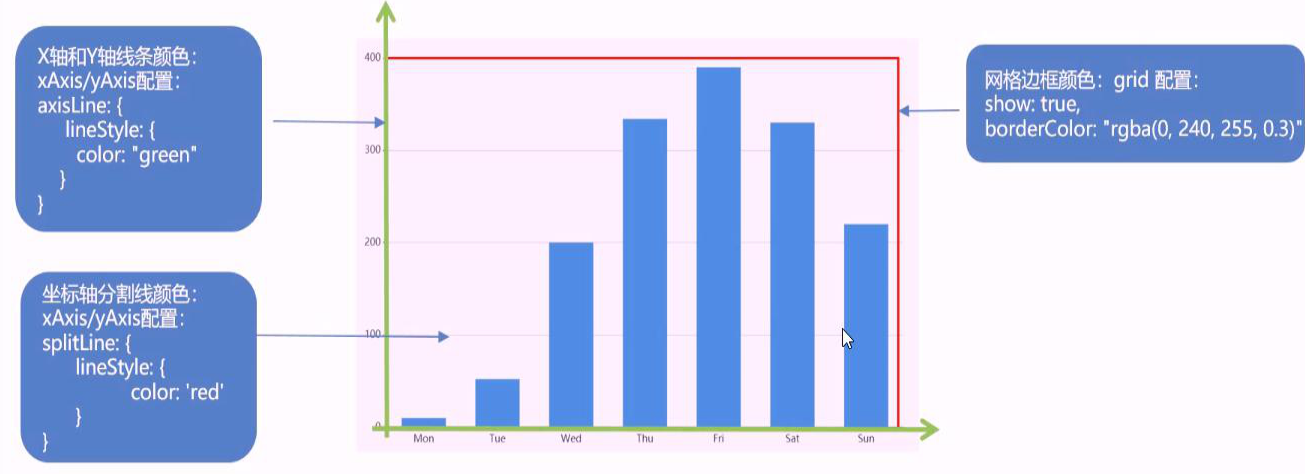 X轴和Y轴线条颜色：
xAxis/yAxis配置：
axisLine: {
lineStyle: {
color: "green"
}
}
坐标轴分割线颜色：
xAxis/yAxis配置：
splitLine: {
lineStyle: {
color: 'red'
}
}
400
300
200
100
0
Mon Tue Wed Thu Fri Sat Sun
网格边框颜色：grid 配置：
show: true,
borderColor: "rgba(0, 240, 255, 0.3)"